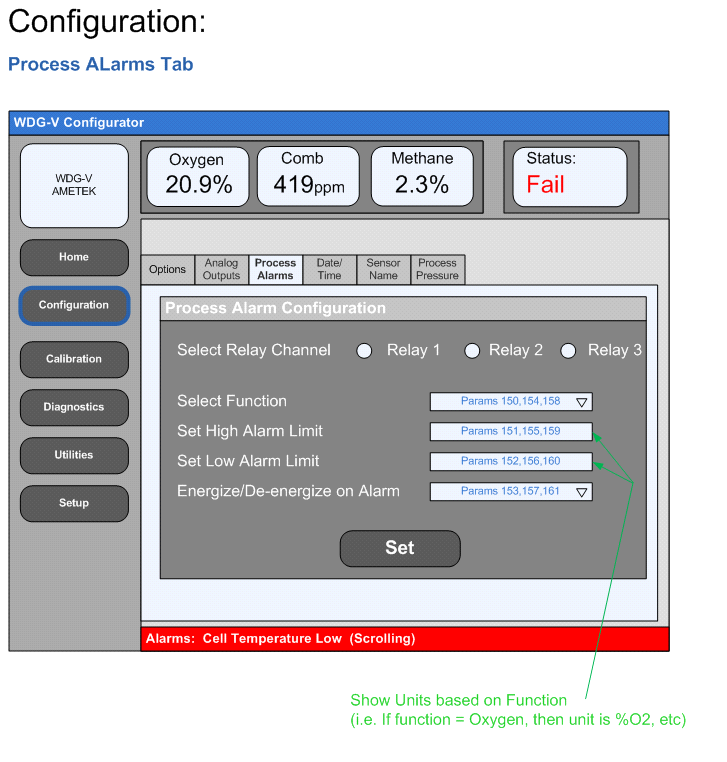 Configuration:
Process ALarms Tab
WDG-V Configurator
WDG-V
AMETEK
Oxygen
20.9%
Comb
419ppm
Methane
2.3%
Status:
Fail
Home
Configuration
Calibration
Diagnostics
Utilities
Setup
Options
Analog
Outputs
Process
Alarms
Date/
Time
Sensor
Name
Process
Pressure
Process Alarm Configuration
Select Relay Channel Relay 1 Relay 2 Relay 3
Select Function Params 150,154,158
Set High Alarm Limit Params 151,155,159
Set Low Alarm Limit Params 152,156,160
Energize/De-energize on Alarm Params 153,157,161
Set
Alarms: Cell Temperature Low (Scrolling)
Show Units based on Function
(i.e. If function = Oxygen, then unit is %O2, etc)